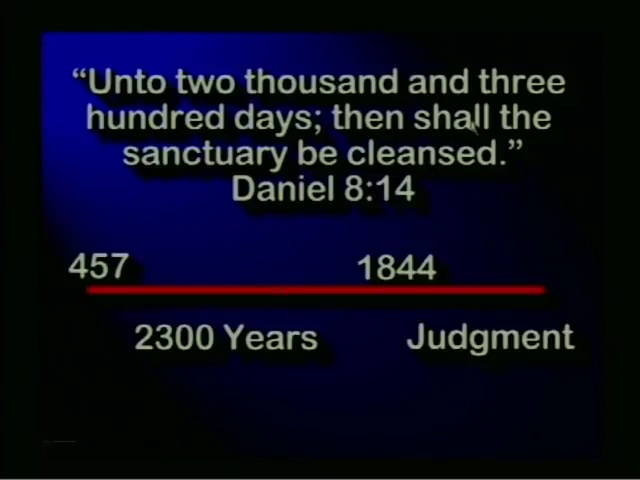 “Unto two thousand and three
hundred days; then shall the
sanctuary be cleansed.”
Daniel 8:14
457 1844
2300 Years Judgment